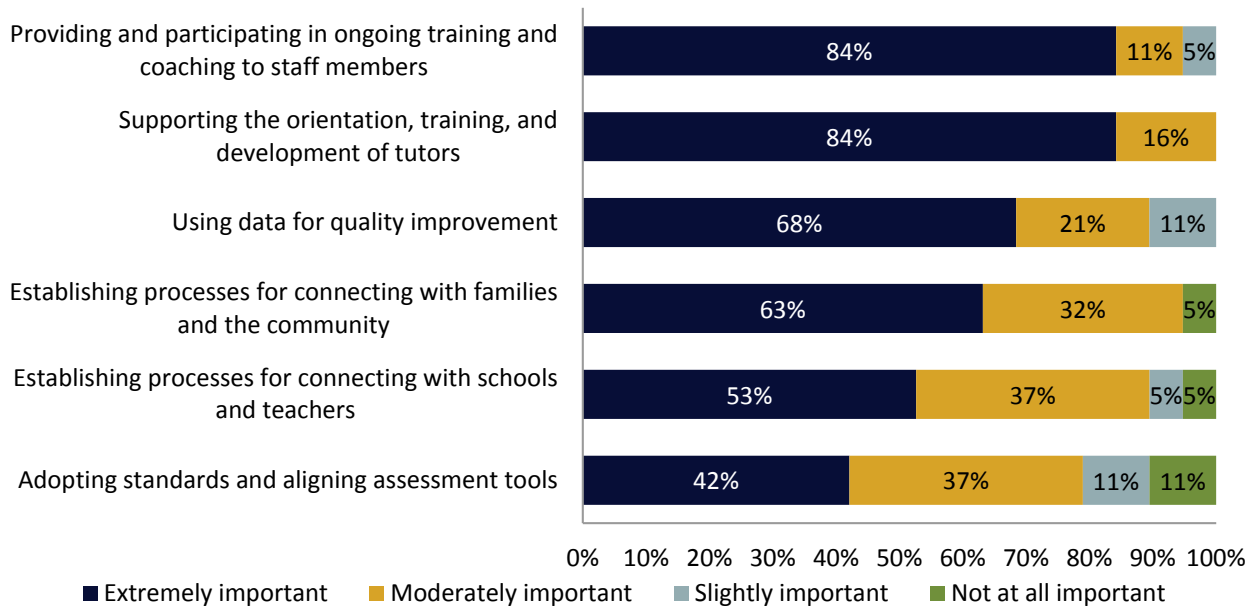 Providing and participating in ongoing training and
coaching to staff members
84% 11% 5%
Supporting the orientation, training, and
development of tutors
84% 16%
Using data for quality improvement
68% 21% 11%
Establishing processes for connecting with families
and the community
63% 32% 5%
Establishing processes for connecting with schools
and teachers
53% 37% 5% 5%
Adopting standards and aligning assessment tools
42% 37% 11% 11%
0% 10% 20% 30% 40% 50% 60% 70% 80% 90% 100%
Extremely important Moderately important Slightly important Not at all important